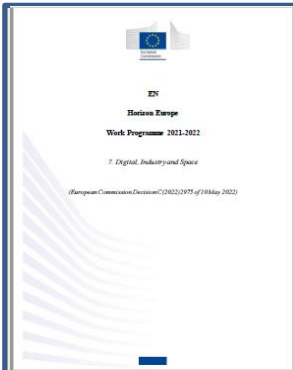 European
Commission
EN
Horizon Europe
Work Programme 2021-2022
7. Digital, Industry and Space
(European Commission Decision C(2022)2975 of 10 May 2022)